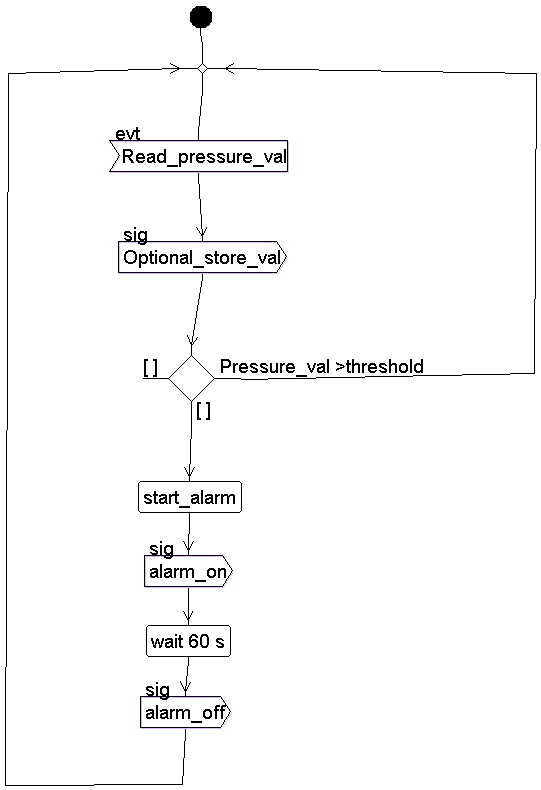 evt
Read_pressure_val
sig
Optional_store_val
[ ]
Pressure_val >threshold
[ ]
start_alarm
sig
alarm_on
wait 60 s
sig
alarm_off